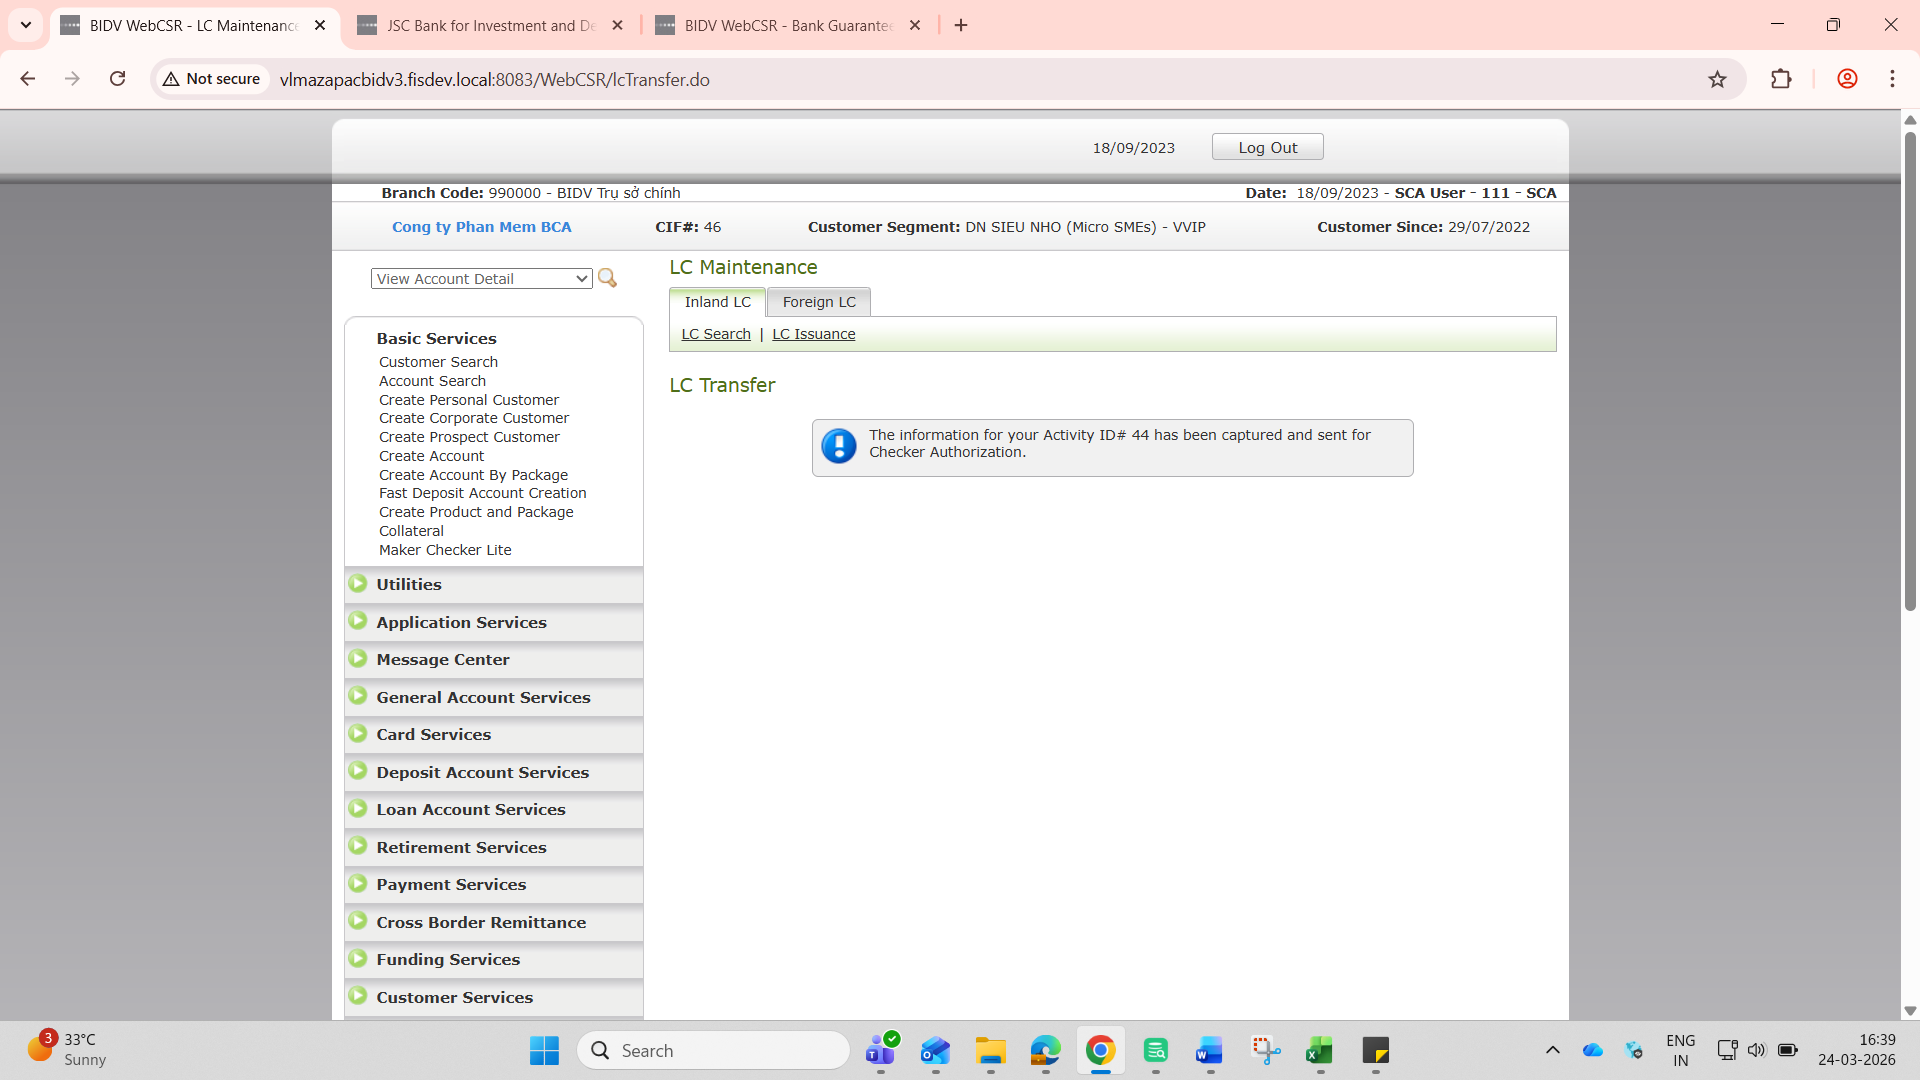 BIDV WebCSR - LC Maintenance
JSC Bank for Investment and De
BIDV WebCSR - Bank Guarantee
Not secure
vlmazapacbidv3.fisdev.local:8083/WebCSR/lcTransfer.do
18/09/2023
Log Out
Branch Code: 990000 - BIDV Trụ sở chính
Date: 18/09/2023 - SCA User - 111 - SCA
Cong ty Phan Mem BCA
CIF#: 46
Customer Segment: DN SIEU NHO (Micro SMEs) - VVIP
Customer Since: 29/07/2022
View Account Detail
LC Maintenance
Inland LC
Foreign LC
LC Search | LC Issuance
LC Transfer
The information for your Activity ID# 44 has been captured and sent for
Checker Authorization.
Basic Services
Customer Search
Account Search
Create Personal Customer
Create Corporate Customer
Create Prospect Customer
Create Account
Create Account By Package
Fast Deposit Account Creation
Create Product and Package
Collateral
Maker Checker Lite
Utilities
Application Services
Message Center
General Account Services
Card Services
Deposit Account Services
Loan Account Services
Retirement Services
Payment Services
Cross Border Remittance
Funding Services
Customer Services
3
33°C
Sunny
Search
ENG
IN
16:39
24-03-2026